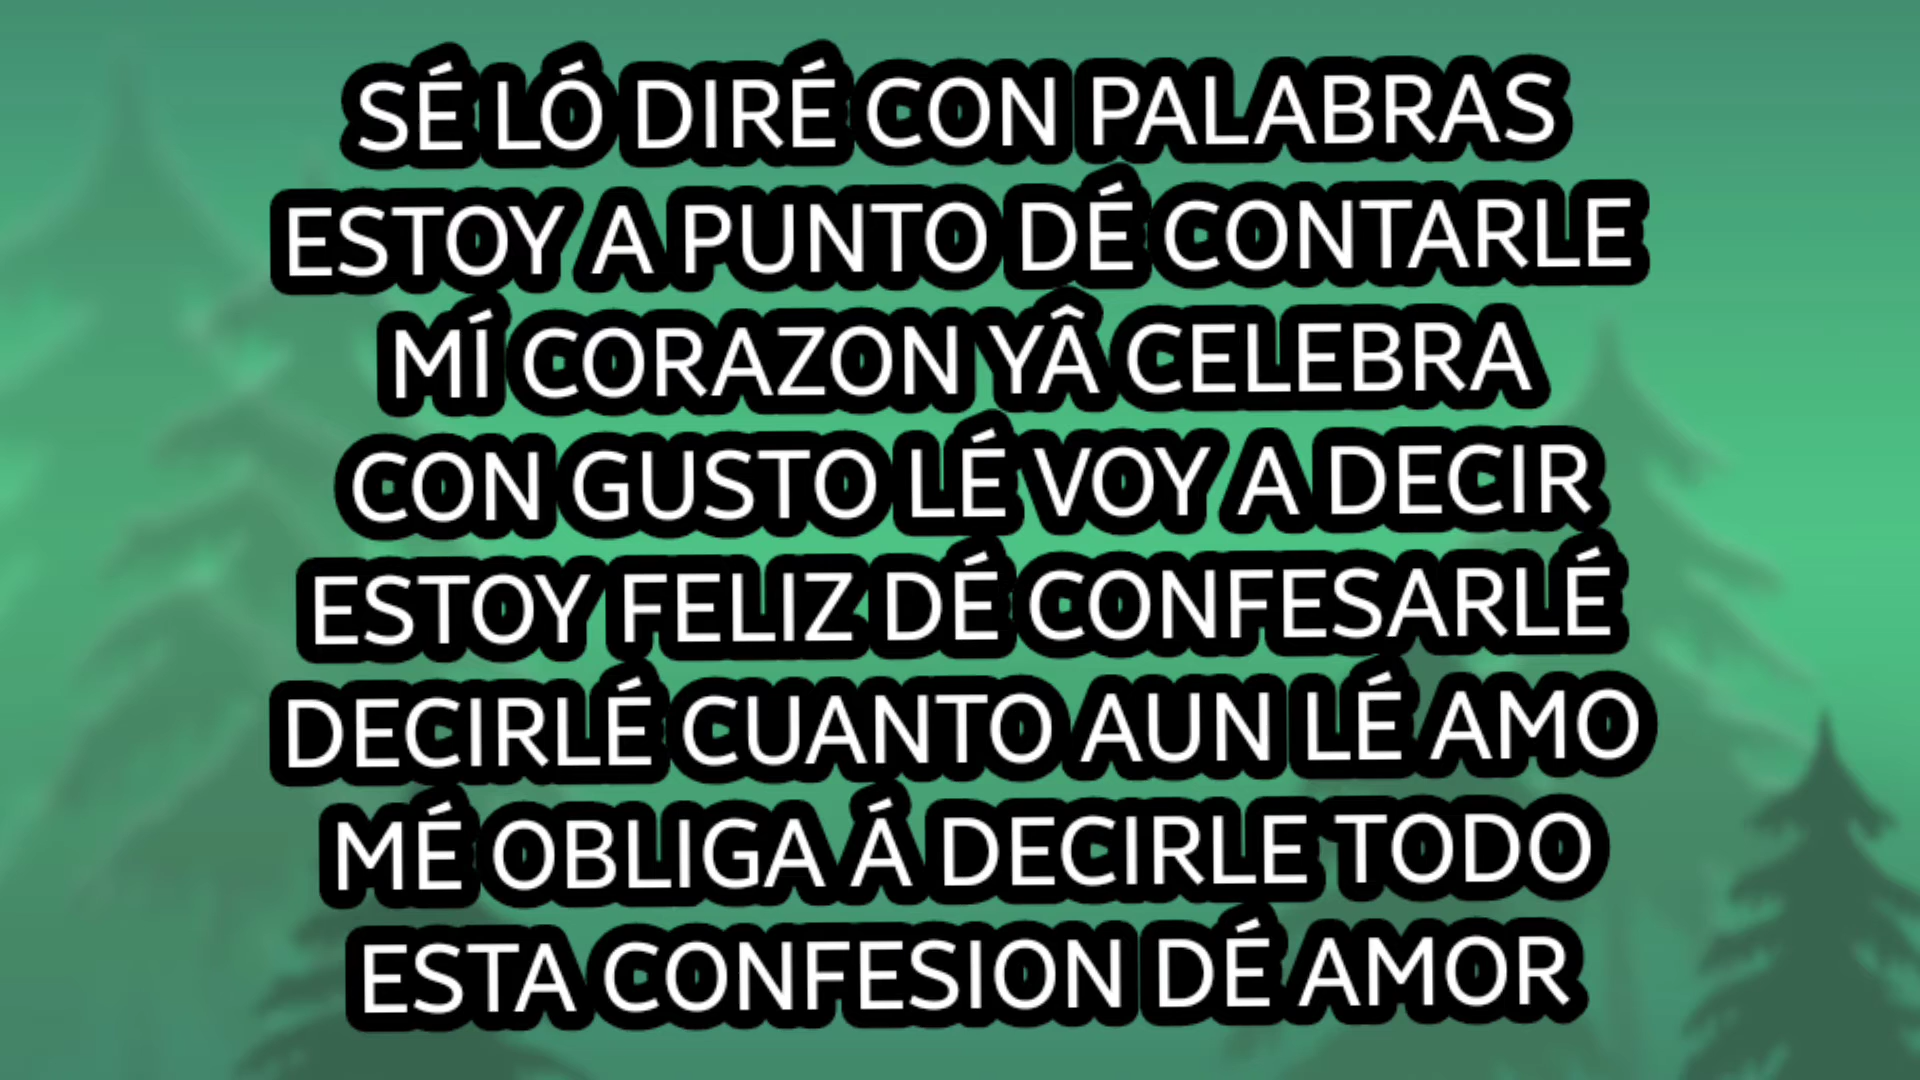 SÉ LÓ DIRÉ CON PALABRAS
ESTOY A PUNTO DÉ CONTARLE
MÍ CORAZON YÂ CELEBRA
CON GUSTO LÉ VOY A DECIR
ESTOY FELIZ DÉ CONFESARLÉ
DECIRLÉ CUANTO AUN LÉ AMO
MÉ OBLIGA Á DECIRLE TODO
ESTA CONFESION DÉ AMOR